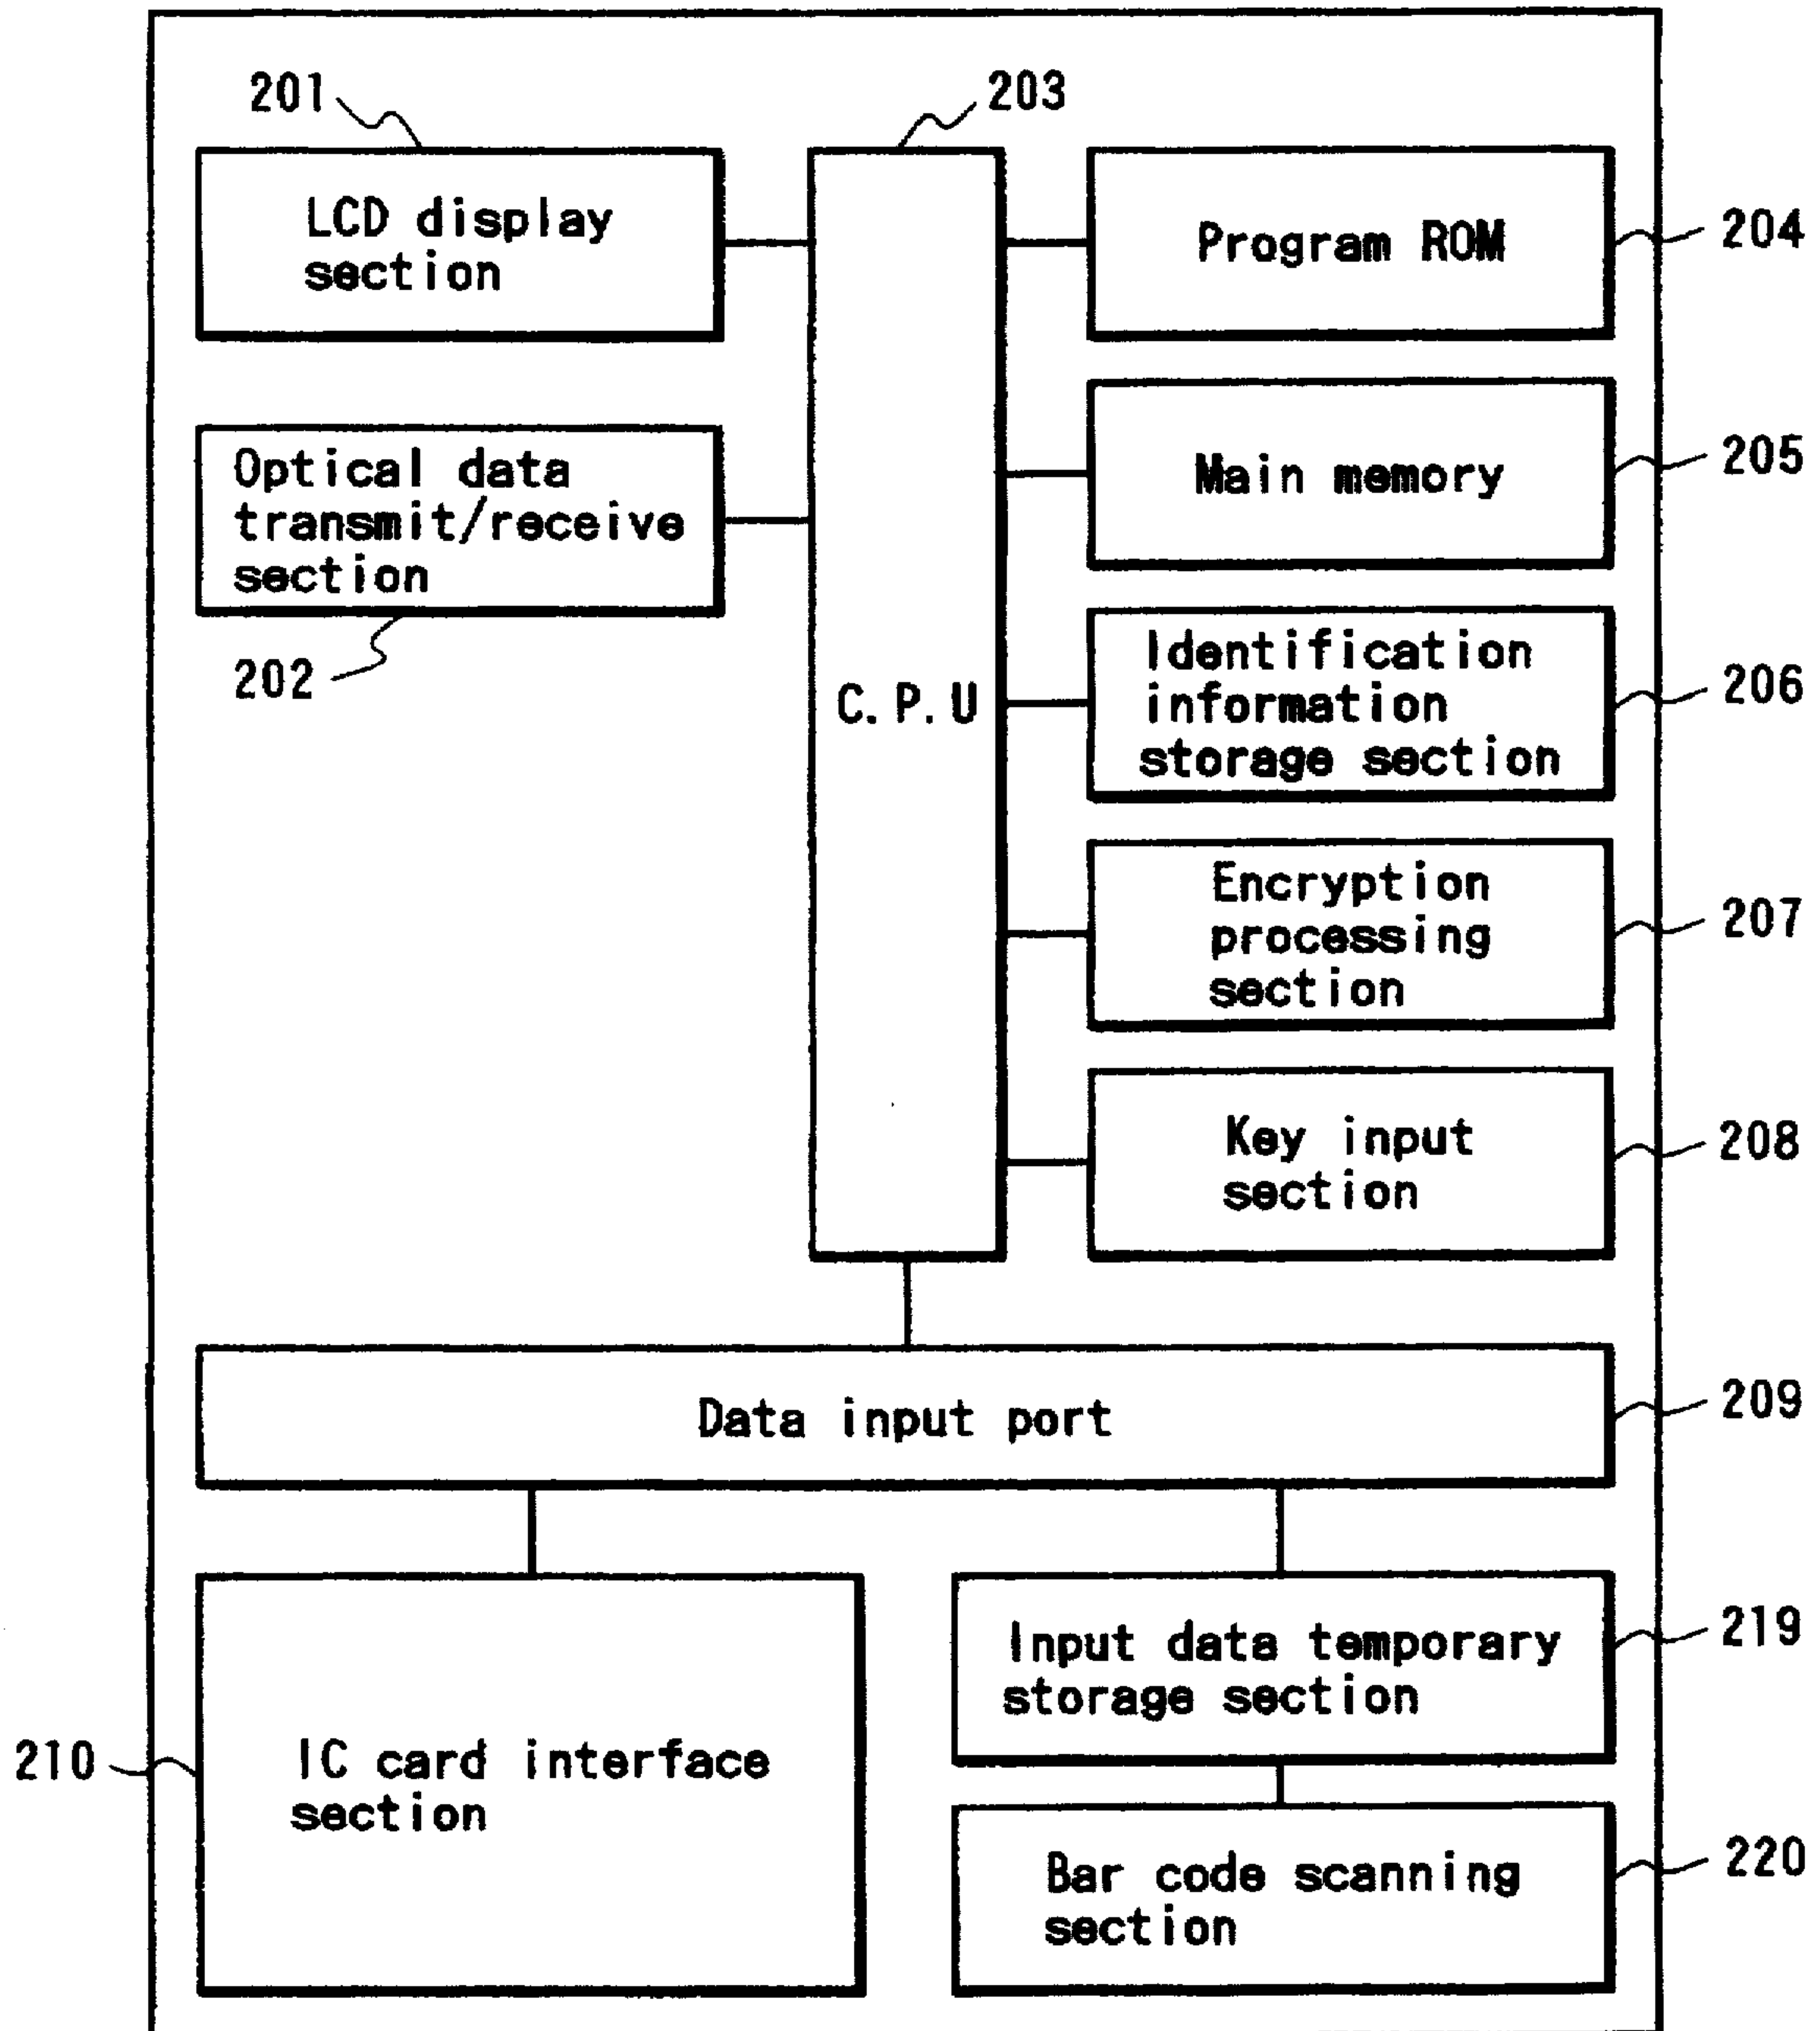 201
203
LCD display
section
Program ROM
204
Optical data
transmit/receive
section
202
Main memory
205
C.P.U
Identification
information
storage section
206
Encryption
processing
section
207
Key input
section
208
Data input port
209
210
IC card interface
section
Input data temporary
storage section
219
Bar code scanning
section
220